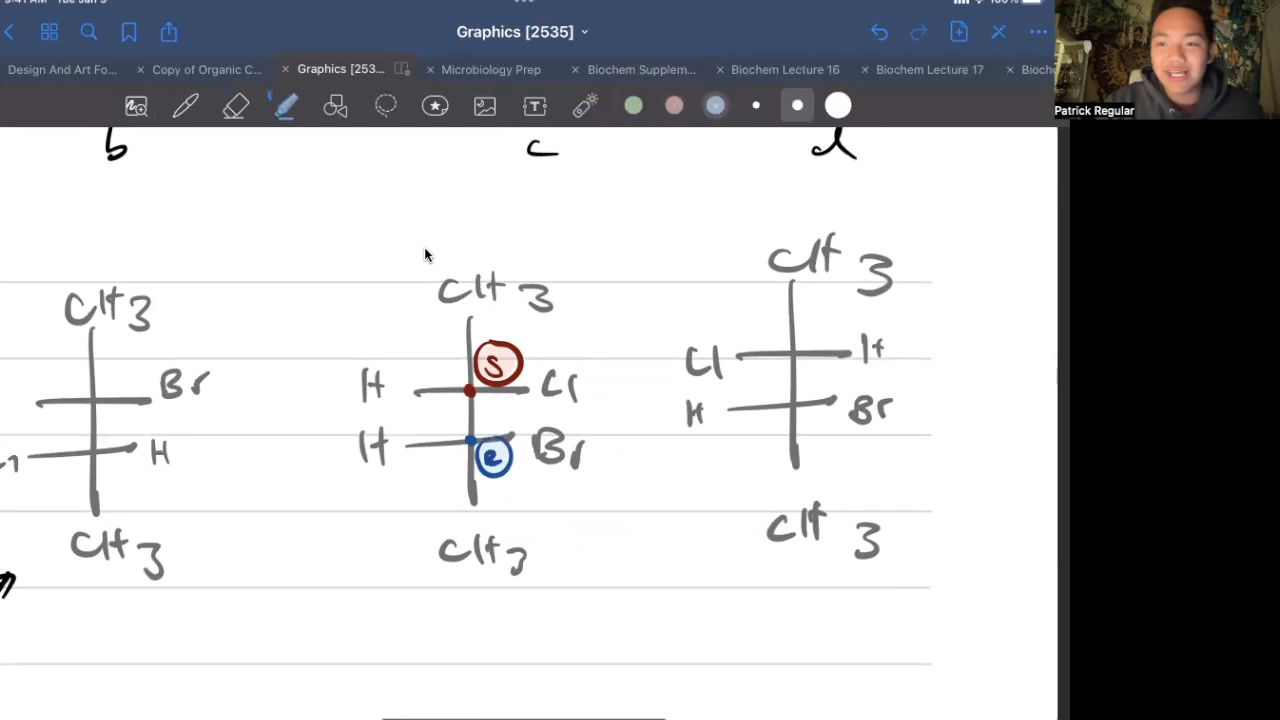 Graphics [2535]
Design And Art Fo...
Copy of Organic C...
Graphics [253...
Microbiology Prep
Biochem Supplem...
Biochem Lecture 16
Biochem Lecture 17
Patrick Regular
b
c
d
CH3
Br
H
CH3
CH3
S
H
Cl
H
R
Br
CH3
CH3
Cl
H
H
Br
CH3